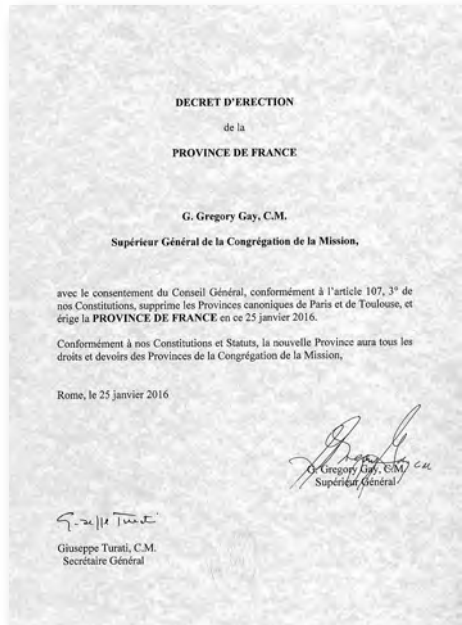 DECRET D'ERECTION
de la
PROVINCE DE FRANCE
G. Gregory Gay, C.M.
Supérieur Général de la Congrégation de la Mission,
avec le consentement du Conseil Général, conformément à l'article 107, 3° de
nos Constitutions, supprime les Provinces canoniques de Paris et de Toulouse, et
érige la PROVINCE DE FRANCE en ce 25 janvier 2016.
Conformément à nos Constitutions et Statuts, la nouvelle Province aura tous les
droits et devoirs des Provinces de la Congrégation de la Mission,
Rome, le 25 janvier 2016
G. Gregory Gay, C.M.
Supérieur Général
Giuseppe Turati, C.M.
Secrétaire Général